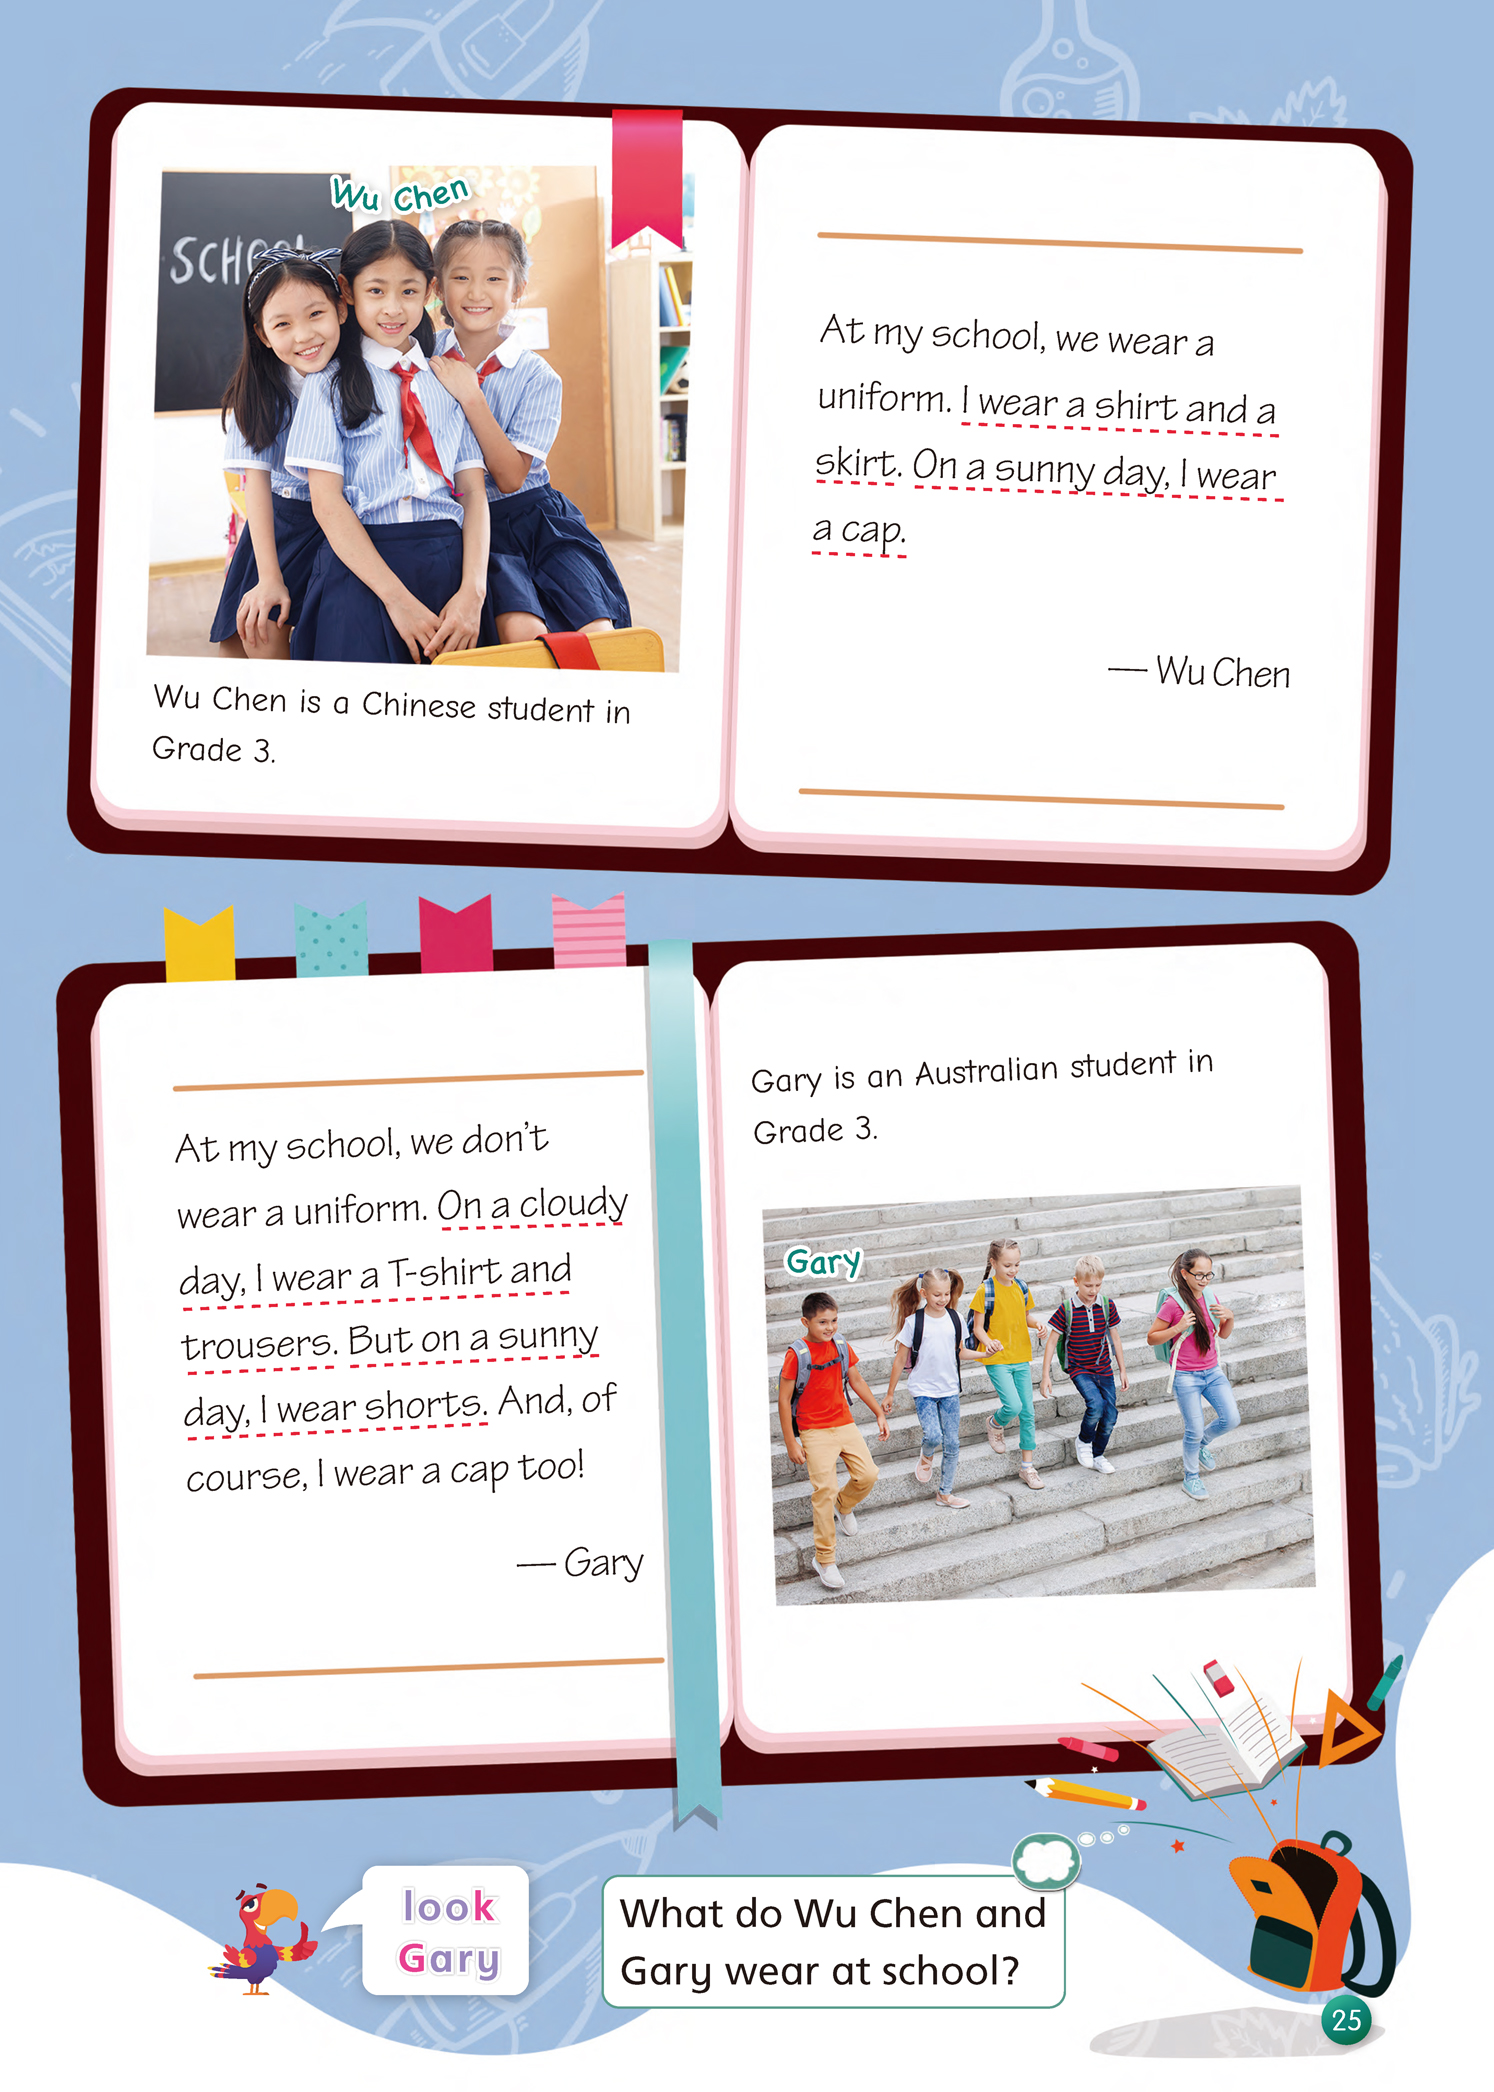 SCHOOL
Wu Chen
Wu Chen is a Chinese student in
Grade 3.
At my school, we wear a
uniform. I wear a shirt and a
skirt. On a sunny day, I wear
a cap.
— Wu Chen
At my school, we don't
wear a uniform. On a cloudy
day, I wear a T-shirt and
trousers. But on a sunny
day, I wear shorts. And, of
course, I wear a cap too!
— Gary
Gary is an Australian student in
Grade 3.
Gary
look
Gary
What do Wu Chen and
Gary wear at school?
25